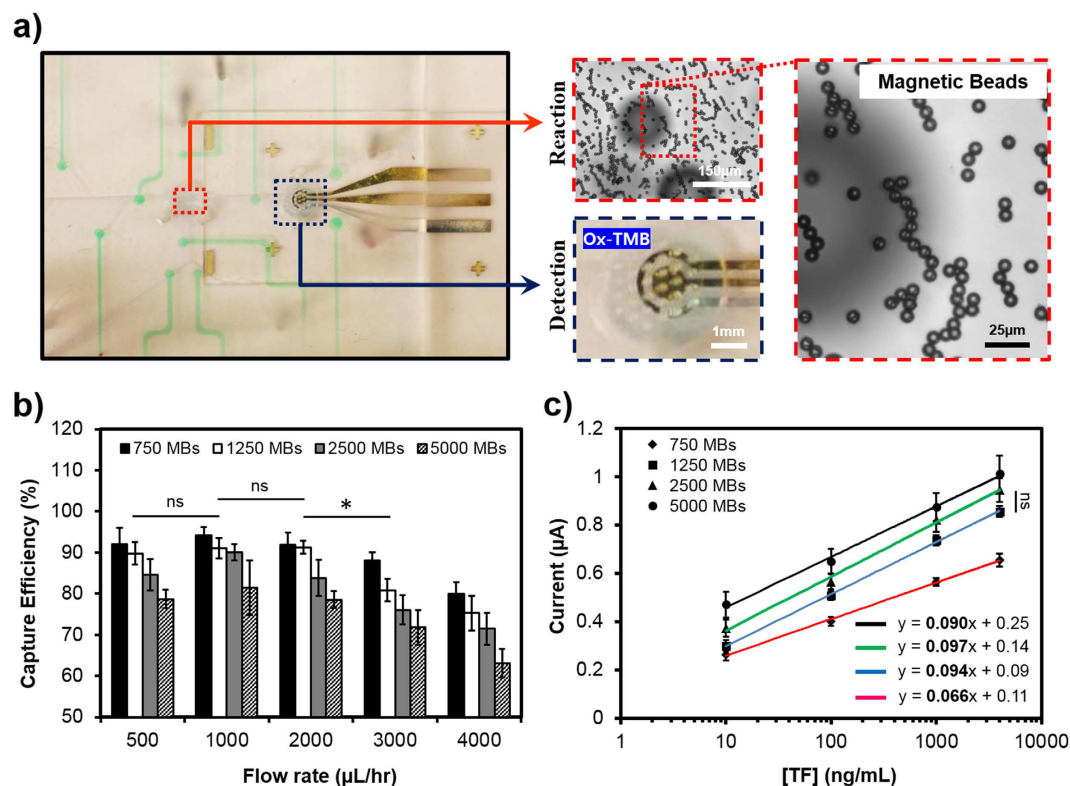 a)
Reaction
150μm
Magnetic Beads
25μm
Detection
Ox-TMB
1mm
b)
120
110
100
90
80
70
60
50
Capture Efficiency (%)
750 MBs 1250 MBs 2500 MBs 5000 MBs
ns
ns
*
500 1000 2000 3000 4000
Flow rate (μL/hr)
c)
1.2
1
0.8
0.6
0.4
0.2
0
Current (μA)
750 MBs
1250 MBs
2500 MBs
5000 MBs
ns
y = 0.090x + 0.25
y = 0.097x + 0.14
y = 0.094x + 0.09
y = 0.066x + 0.11
1 10 100 1000 10000
[TF] (ng/mL)